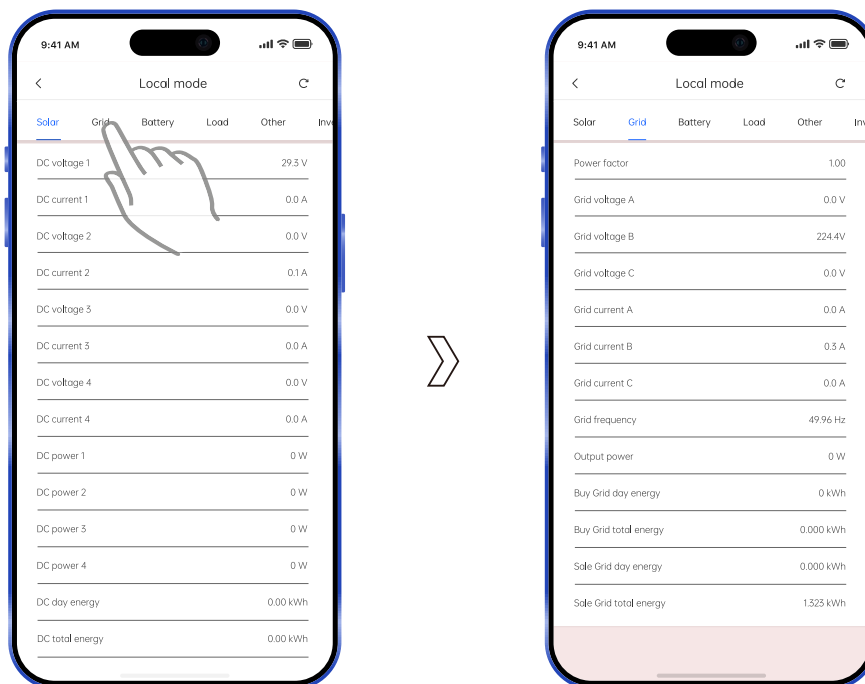 9:41 AM
Local mode
Solar Grid Battery Load Other Inve
DC voltage 1 29.3 V
DC current 1 0.0 A
DC voltage 2 0.0 V
DC current 2 0.1 A
DC voltage 3 0.0 V
DC current 3 0.0 A
DC voltage 4 0.0 V
DC current 4 0.0 A
DC power 1 0 W
DC power 2 0 W
DC power 3 0 W
DC power 4 0 W
DC day energy 0.00 kWh
DC total energy 0.00 kWh
9:41 AM
Local mode
Solar Grid Battery Load Other Inv
Power factor 1.00
Grid voltage A 0.0 V
Grid voltage B 224.4V
Grid voltage C 0.0 V
Grid current A 0.0 A
Grid current B 0.3 A
Grid current C 0.0 A
Grid frequency 49.96 Hz
Output power 0 W
Buy Grid day energy 0 kWh
Buy Grid total energy 0.000 kWh
Sale Grid day energy 0.000 kWh
Sale Grid total energy 1.323 kWh